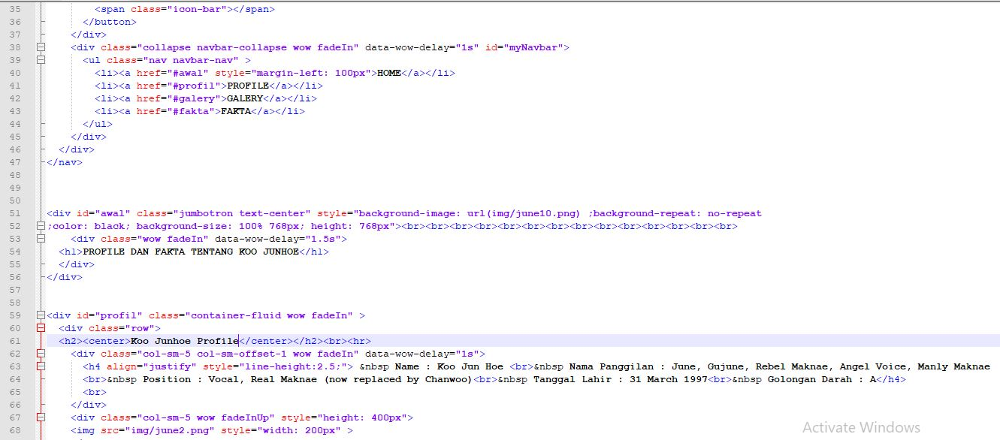 35 <span class="icon-bar"></span>
36 </button>
37 </div>
38 <div class="collapse navbar-collapse wow fadeIn" data-wow-delay="1s" id="myNavbar">
39 <ul class="nav navbar-nav" >
40 <li><a href="#awal" style="margin-left: 100px">HOME</a></li>
41 <li><a href="#profil">PROFILE</a></li>
42 <li><a href="#galery">GALERY</a></li>
43 <li><a href="#fakta">FAKTA</a></li>
44 </ul>
45 </div>
46 </div>
47 </nav>
48
49
50
51 <div id="awal" class="jumbotron text-center" style="background-image: url(img/june10.png) ;background-repeat: no-repeat
52 ;color: black; background-size: 100% 768px; height: 768px"><br><br><br><br><br><br><br><br><br><br><br><br><br><br>
53 <div class="wow fadeIn" data-wow-delay="1.5s">
54 <h1>PROFILE DAN FAKTA TENTANG KOO JUNHOE</h1>
55 </div>
56 </div>
57
58
59 <div id="profil" class="container-fluid wow fadeIn" >
60 <div class="row">
61 <h2><center>Koo Junhoe Profile</center></h2><br><hr>
62 <div class="col-sm-5 col-sm-offset-1 wow fadeIn" data-wow-delay="1s">
63 <h4 align="justify" style="line-height:2.5;"> &nbsp Name : Koo Jun Hoe <br>&nbsp Nama Panggilan : June, Gujune, Rebel Maknae, Angel Voice, Manly Maknae
64 <br>&nbsp Position : Vocal, Real Maknae (now replaced by Chanwoo)<br>&nbsp Tanggal Lahir : 31 March 1997<br>&nbsp Golongan Darah : A</h4>
65 <br>
66 </div>
67 <div class="col-sm-5 wow fadeInUp" style="height: 400px">
68 <img src="img/june2.png" style="width: 200px" >
Activate Windows